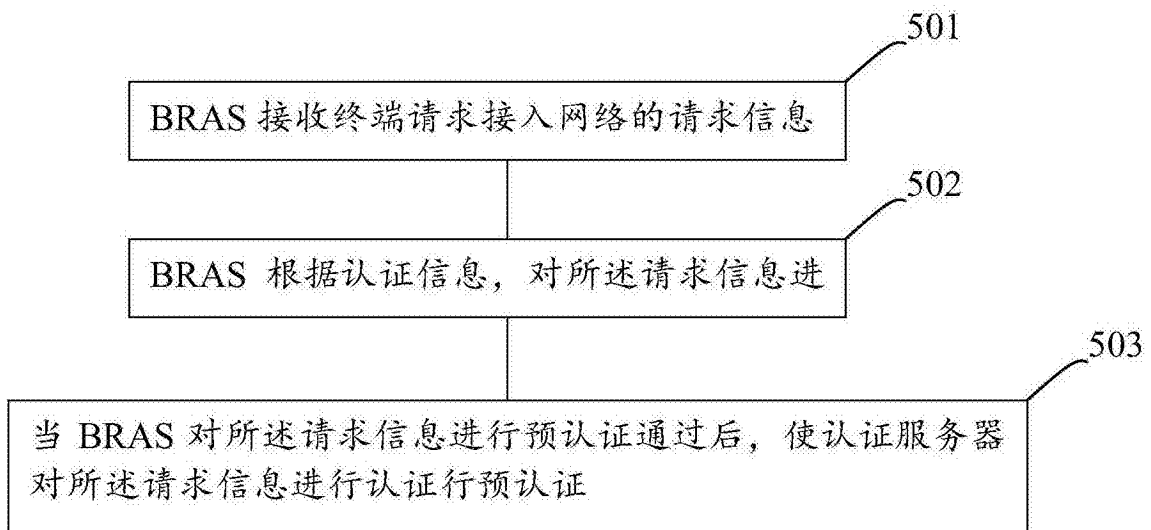 501
BRAS 接收终端请求接入网络的请求信息
502
BRAS 根据认证信息，对所述请求信息进
503
当 BRAS 对所述请求信息进行预认证通过后，使认证服务器
对所述请求信息进行认证行预认证